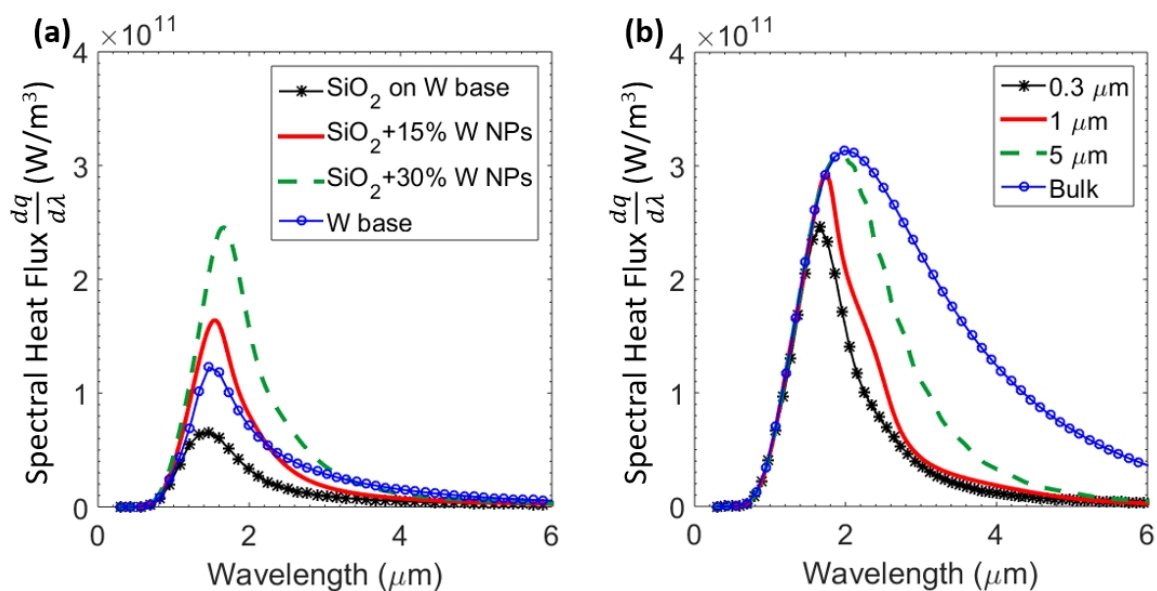 (a)
×10¹¹
4
3
2
1
0
Spectral Heat Flux dq/dλ (W/m³)
SiO₂ on W base
SiO₂+15% W NPs
SiO₂+30% W NPs
W base
0 2 4 6
Wavelength (μm)
(b)
×10¹¹
4
3
2
1
0
Spectral Heat Flux dq/dλ (W/m³)
0.3 μm
1 μm
5 μm
Bulk
0 2 4 6
Wavelength (μm)